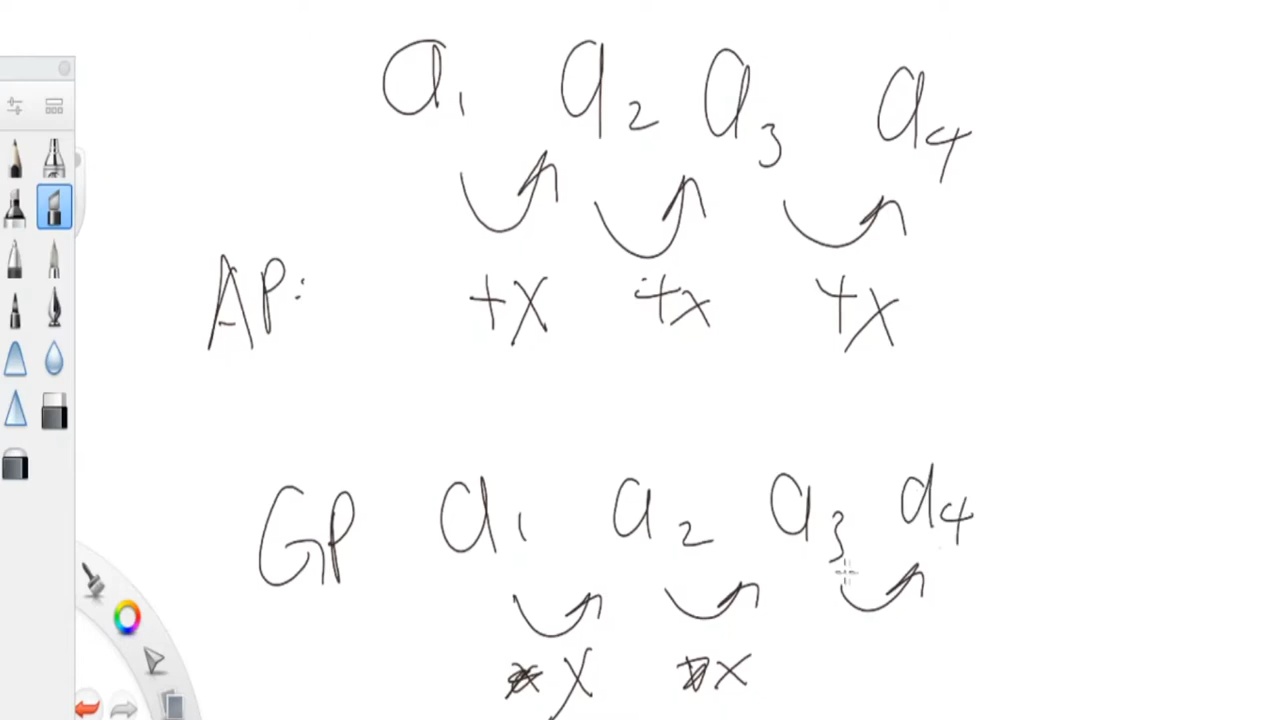 a₁ a₂ a₃ a₄
AP: +x +x +x
GP a₁ a₂ a₃ a₄
*x *x